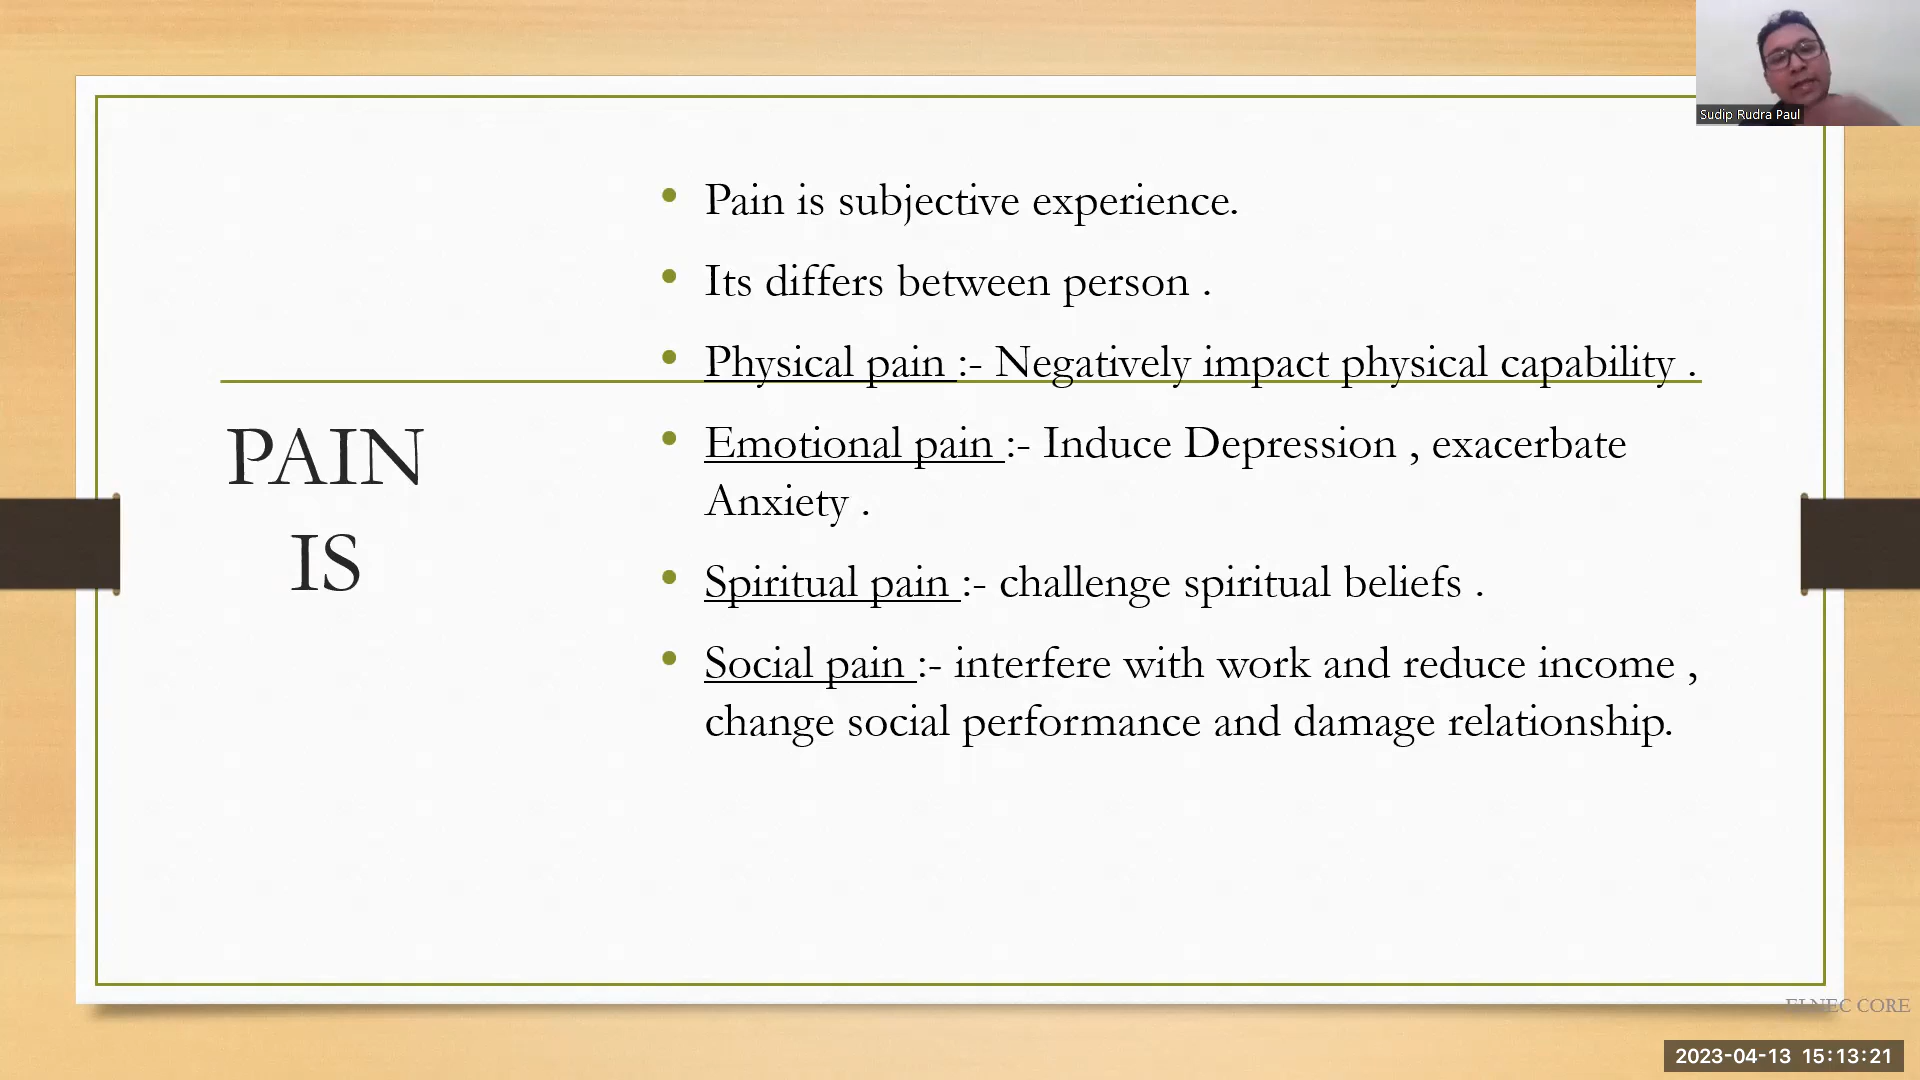 Sudip Rudra Paul
PAIN
IS
• Pain is subjective experience.
• Its differs between person .
• Physical pain :- Negatively impact physical capability .
• Emotional pain :- Induce Depression , exacerbate
Anxiety .
• Spiritual pain :- challenge spiritual beliefs .
• Social pain :- interfere with work and reduce income ,
change social performance and damage relationship.
ELNEC CORE
2023-04-13 15:13:21